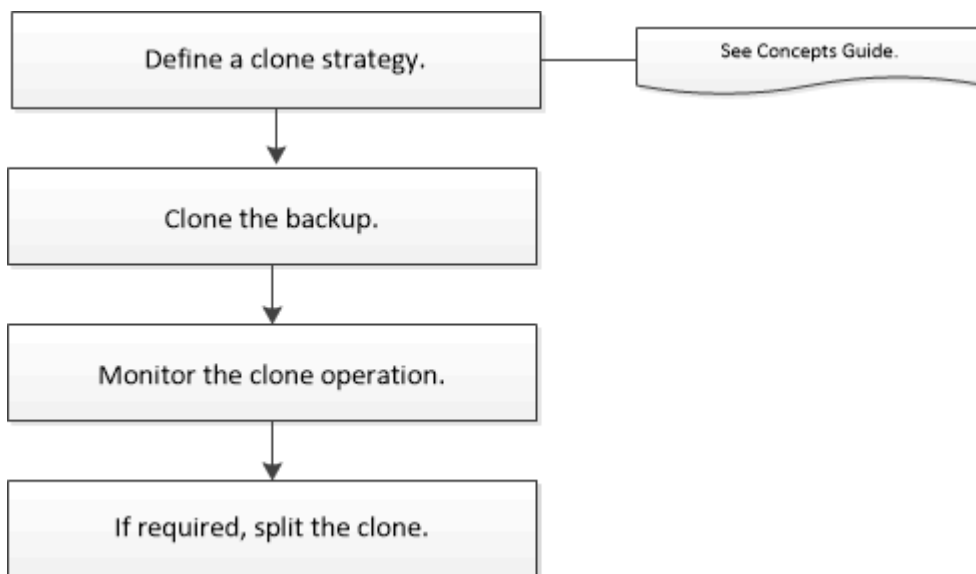 Define a clone strategy.
See Concepts Guide.
Clone the backup.
Monitor the clone operation.
If required, split the clone.